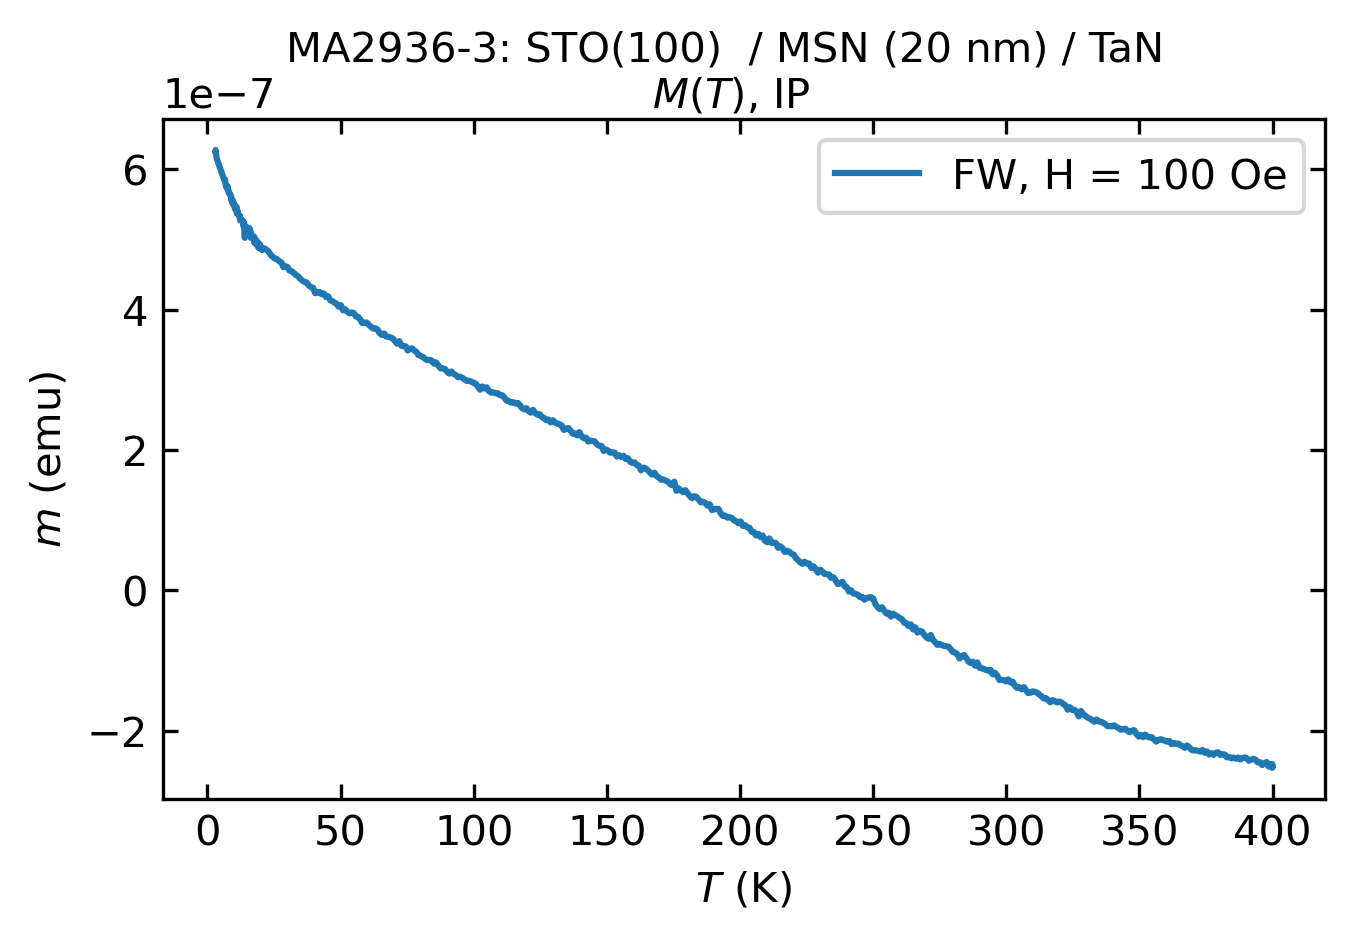 MA2936-3: STO(100)  / MSN (20 nm) / TaN
M(T), IP
1e−7
FW, H = 100 Oe
6
4
2
0
−2
m (emu)
0 50 100 150 200 250 300 350 400
T (K)